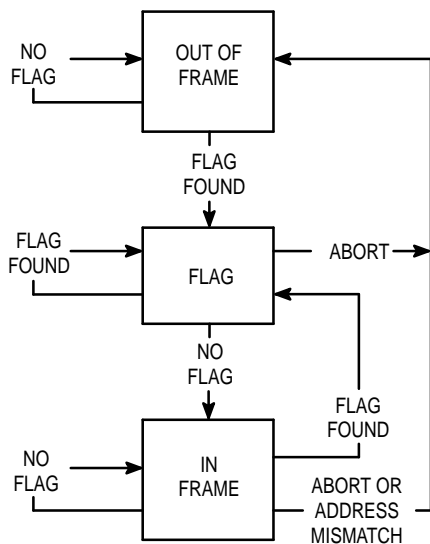 NO
FLAG
OUT OF
FRAME
FLAG
FOUND
FLAG
FOUND
FLAG
ABORT
NO
FLAG
FLAG
FOUND
NO
FLAG
IN
FRAME
ABORT OR
ADDRESS
MISMATCH